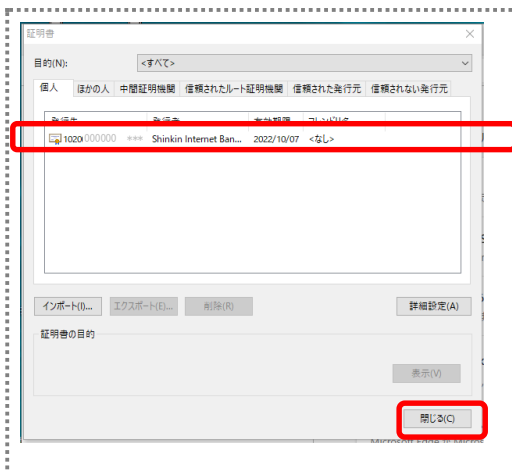 証明書
目的(N): <すべて>
個人 ほかの人 中間証明機関 信頼されたルート証明機関 信頼された発行元 信頼されない発行元
発行先 発行者 有効期限 フレンドリ名
1020 000000 *** Shinkin Internet Ban... 2022/10/07 <なし>
インポート(I)... エクスポート(E)... 削除(R) 詳細設定(A)
証明書の目的
表示(V)
閉じる(C)
Microsoft Edge